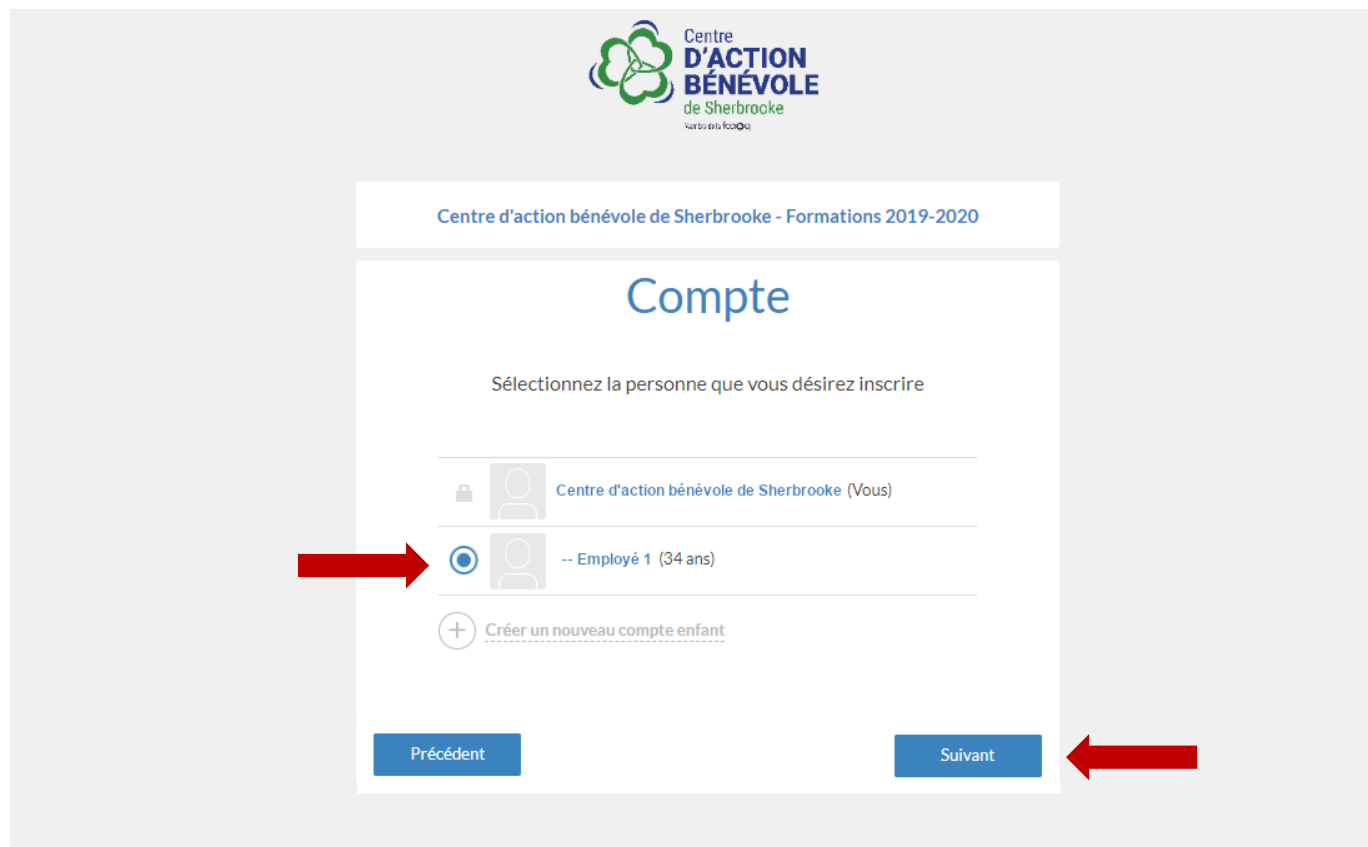 Centre
D'ACTION
BÉNÉVOLE
de Sherbrooke
Centre d'action bénévole de Sherbrooke - Formations 2019-2020
Compte
Sélectionnez la personne que vous désirez inscrire
Centre d'action bénévole de Sherbrooke (Vous)
-- Employé 1 (34 ans)
Créer un nouveau compte enfant
Précédent
Suivant